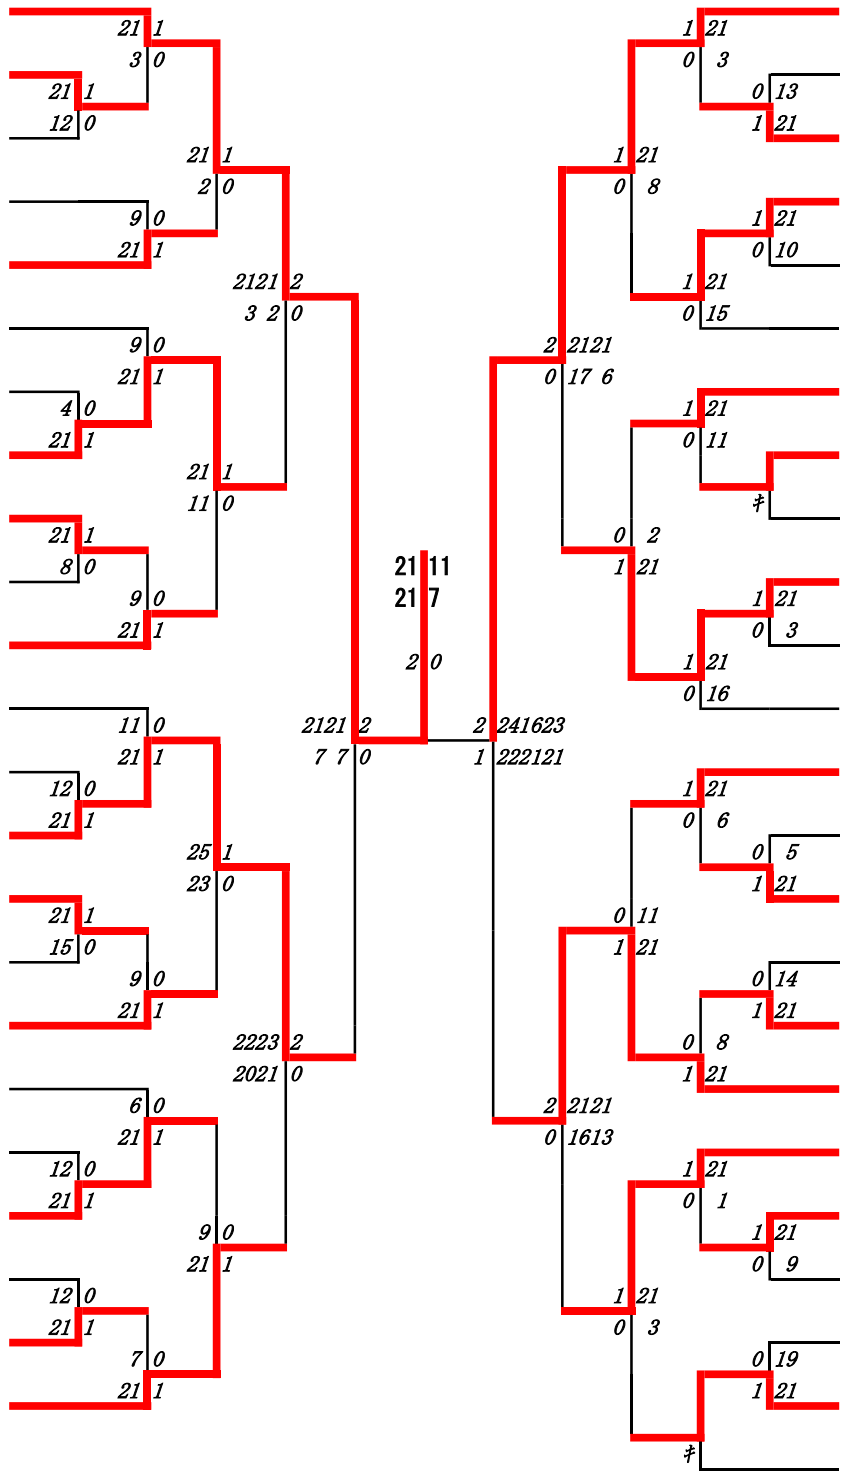 21 1 1 21
3 0 0 3
21 1 0 13
12 0 1 21
21 1 1 21
2 0 0 8
9 0 1 21
21 1 0 10
2121 2 1 21
3 2 0 0 15
9 0 2 2121
21 1 0 17 6
4 0 1 21
21 1 0 11
21 1
11 0 ｷ
21 1 0 2
8 0 21 11 1 21
9 0 21 7 1 21
21 1 0 3
2 0 1 21
0 16
11 0 2121 2 2 241623
21 1 7 7 0 1 222121
12 0
21 1 1 21
0 6
25 1 0 5
23 0 1 21
21 1 0 11
15 0 1 21
9 0 0 14
21 1 1 21
2223 2 0 8
2021 0 1 21
6 0 2 2121
21 1 0 1613
12 0 1 21
21 1 0 1
9 0 1 21
21 1 0 9
12 0 1 21
21 1 0 3
7 0 0 19
21 1 1 21
ｷ